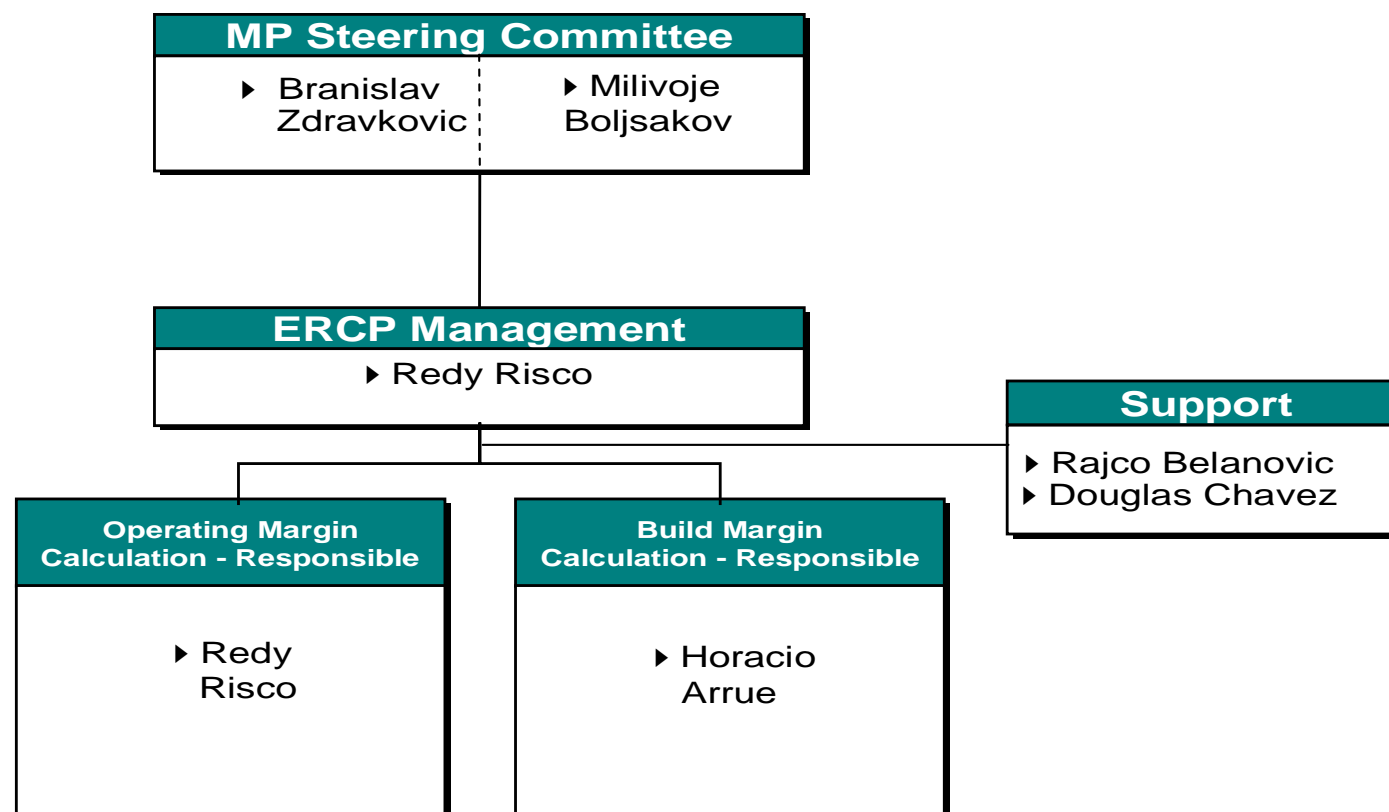 MP Steering Committee
▶ Branislav
Zdravkovic
▶ Milivoje
Boljsakov
ERCP Management
▶ Redy Risco
Support
▶ Rajco Belanovic
▶ Douglas Chavez
Operating Margin
Calculation - Responsible
▶ Redy
Risco
Build Margin
Calculation - Responsible
▶ Horacio
Arrue